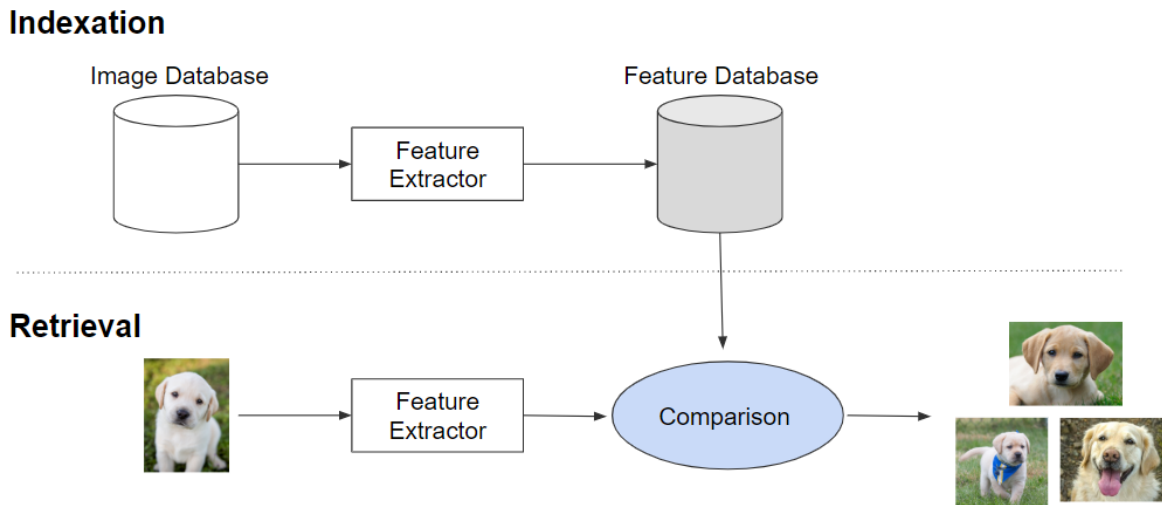 Indexation
Image Database
Feature Database
Feature
Extractor
Retrieval
Feature
Extractor
Comparison